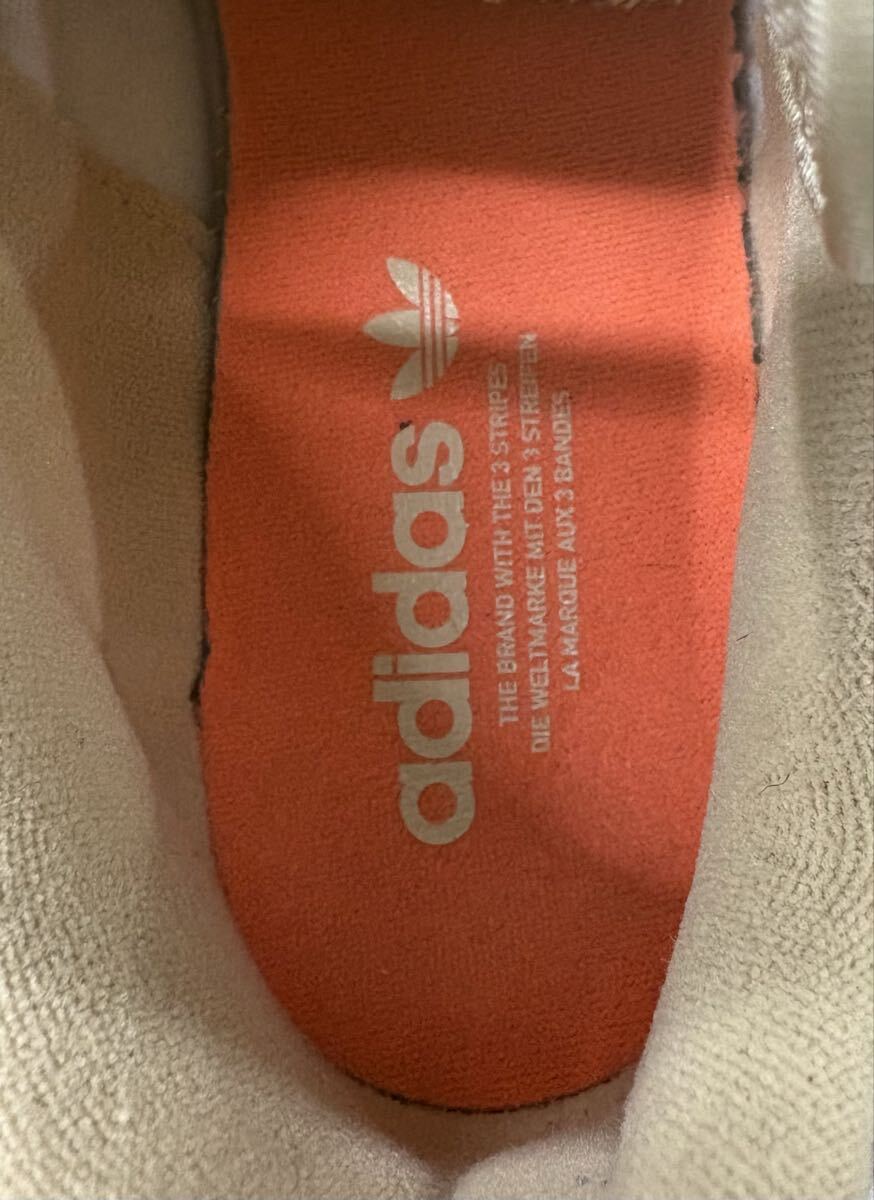 adidas
THE BRAND WITH THE 3 STRIPES
DIE WELTMARKE MIT DEN 3 STREIFEN
LA MARQUE AUX 3 BANDES